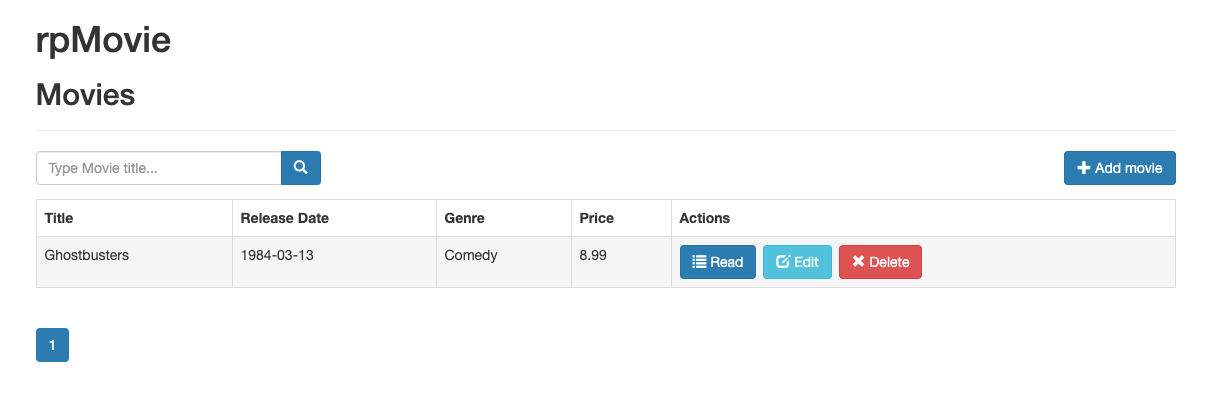 rpMovie
Movies
Type Movie title...
Add movie
Title Release Date Genre Price Actions
Ghostbusters 1984-03-13 Comedy 8.99 Read Edit Delete
1